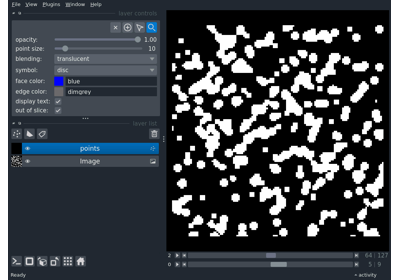 File View Plugins Window Help
layer controls
opacity: 1.00
point size: 10
blending: translucent
symbol: disc
face color: blue
edge color: dimgrey
display text:
out of slice:
layer list
points
Image
2 64 127
0 5 9
activity